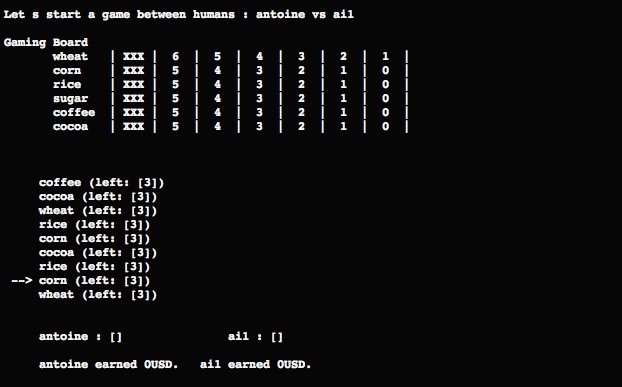 Let s start a game between humans : antoine vs ail
Gaming Board
wheat | XXX | 6 | 5 | 4 | 3 | 2 | 1 |
corn | XXX | 5 | 4 | 3 | 2 | 1 | 0 |
rice | XXX | 5 | 4 | 3 | 2 | 1 | 0 |
sugar | XXX | 5 | 4 | 3 | 2 | 1 | 0 |
coffee | XXX | 5 | 4 | 3 | 2 | 1 | 0 |
cocoa | XXX | 5 | 4 | 3 | 2 | 1 | 0 |
coffee (left: [3])
cocoa (left: [3])
wheat (left: [3])
rice (left: [3])
corn (left: [3])
cocoa (left: [3])
rice (left: [3])
--> corn (left: [3])
wheat (left: [3])
antoine : [] ail : []
antoine earned 0USD. ail earned 0USD.